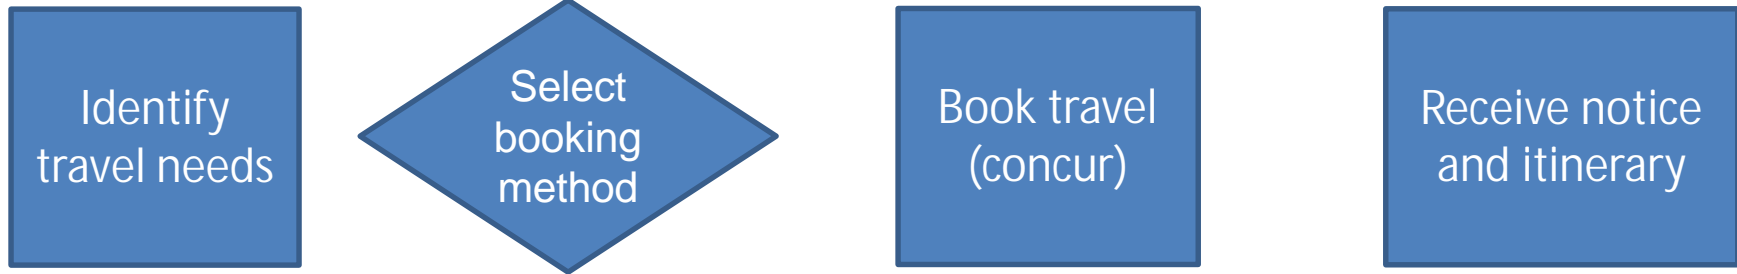 Identify
travel needs
Select
booking
method
Book travel
(concur)
Receive notice
and itinerary